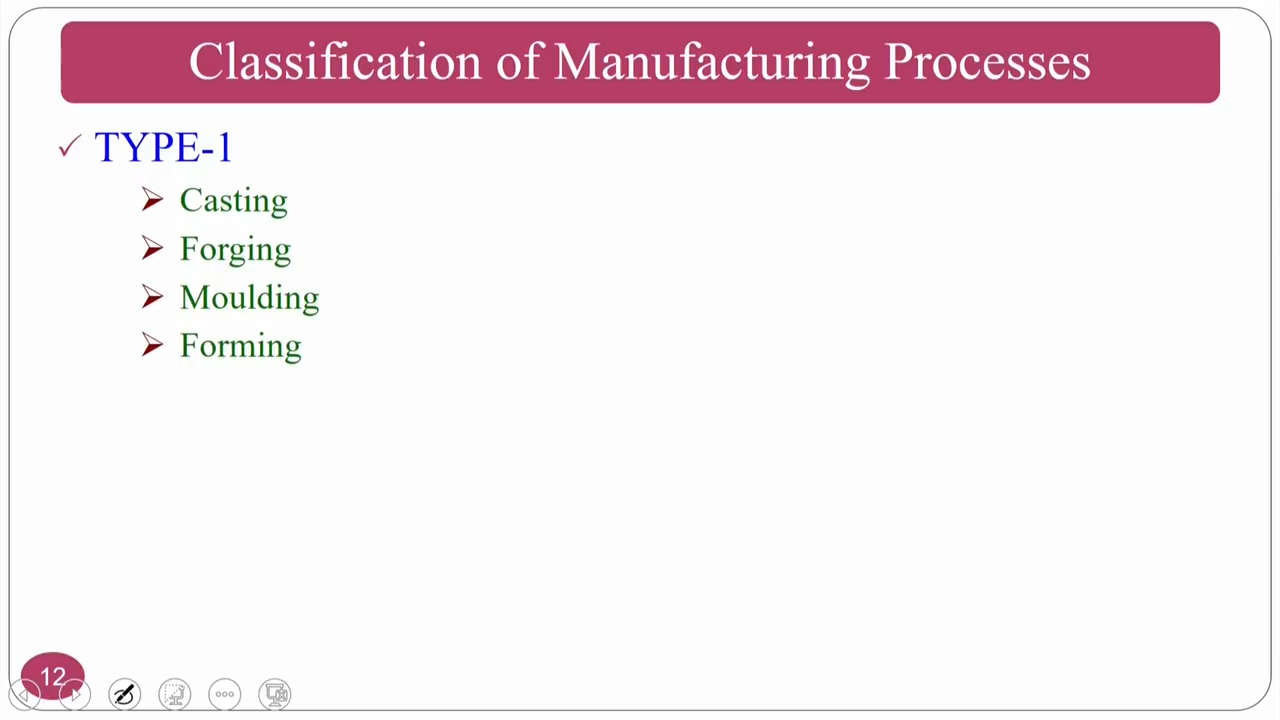 Classification of Manufacturing Processes
TYPE-1
Casting
Forging
Moulding
Forming
12